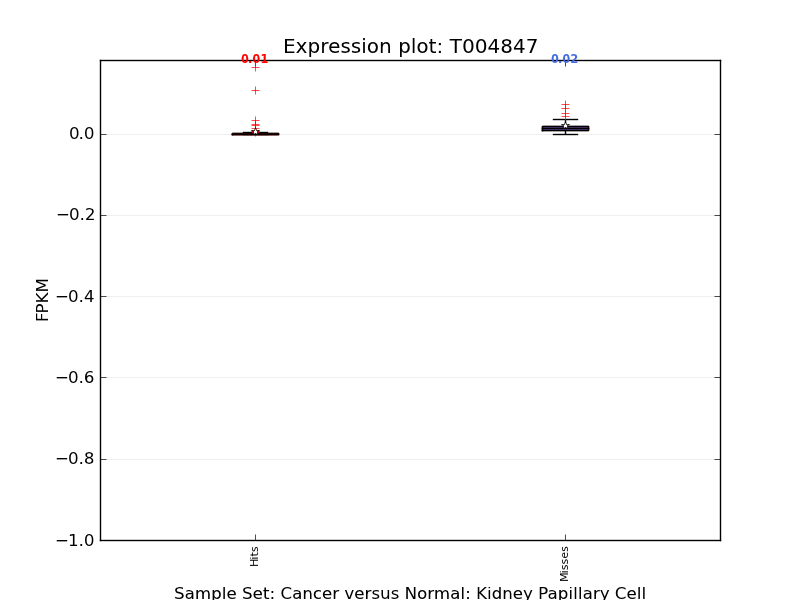 Expression plot: T004847
0.01
0.02
0.0
−0.2
−0.4
−0.6
−0.8
−1.0
FPKM
Hits
Misses
Sample Set: Cancer versus Normal: Kidney Papillary Cell